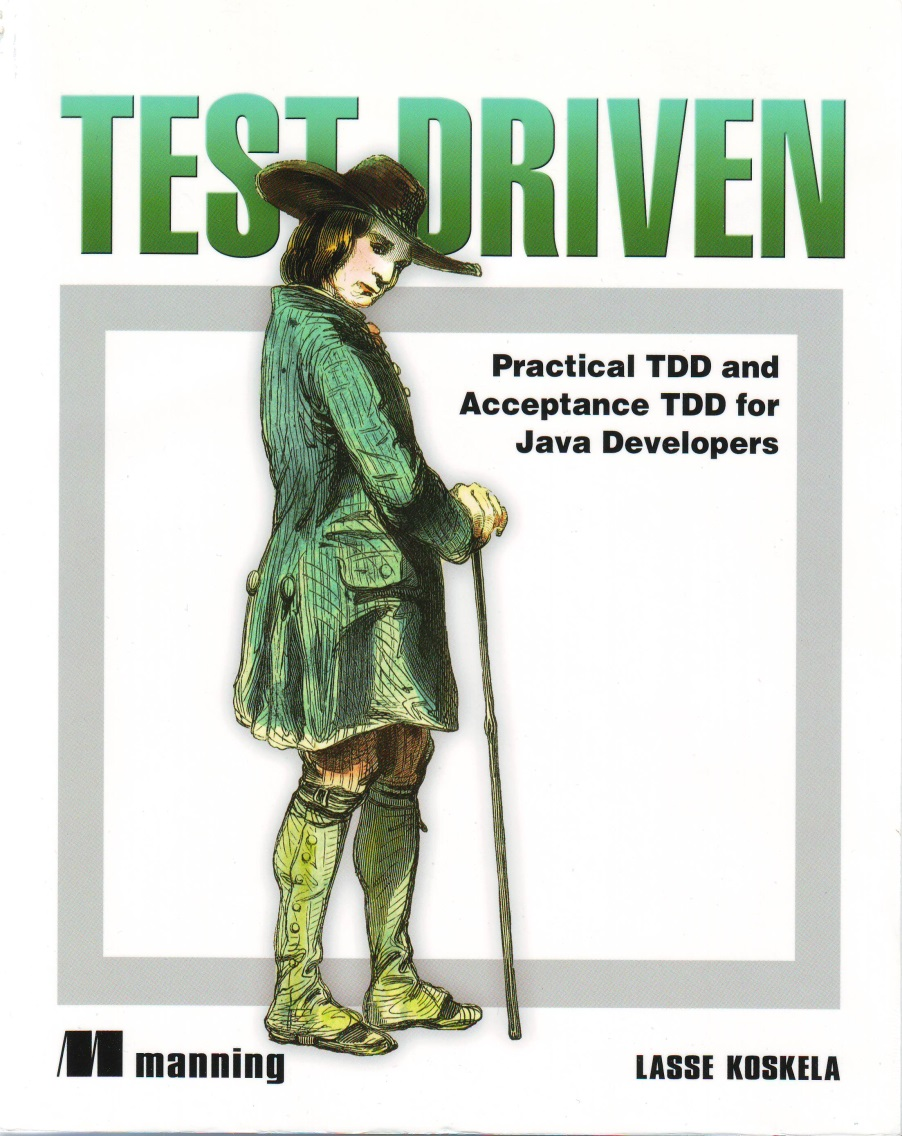 TEST DRIVEN
Practical TDD and
Acceptance TDD for
Java Developers
manning
LASSE KOSKELA